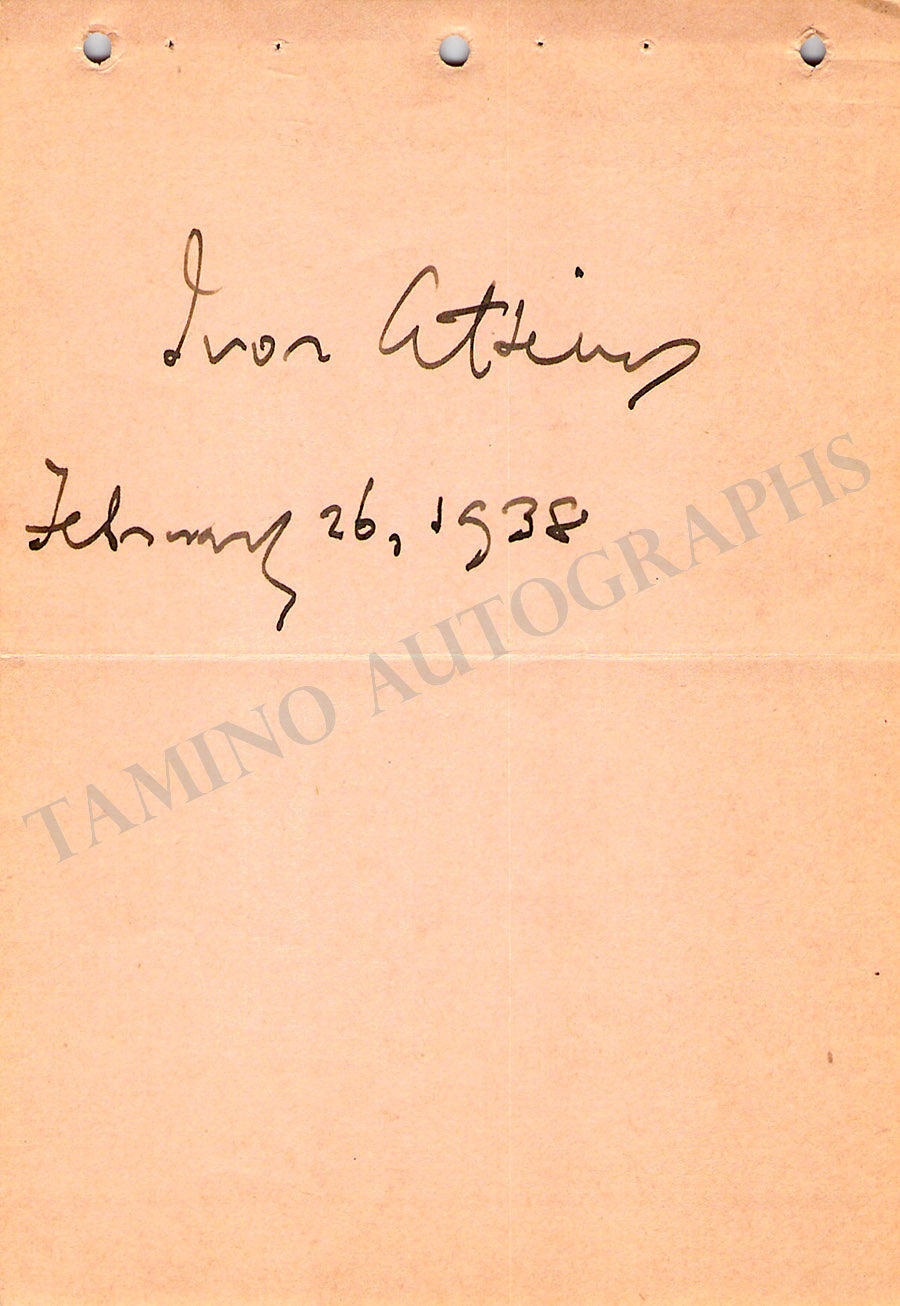 Ivor Atkins
February 26, 1938
TAMINO AUTOGRAPHS